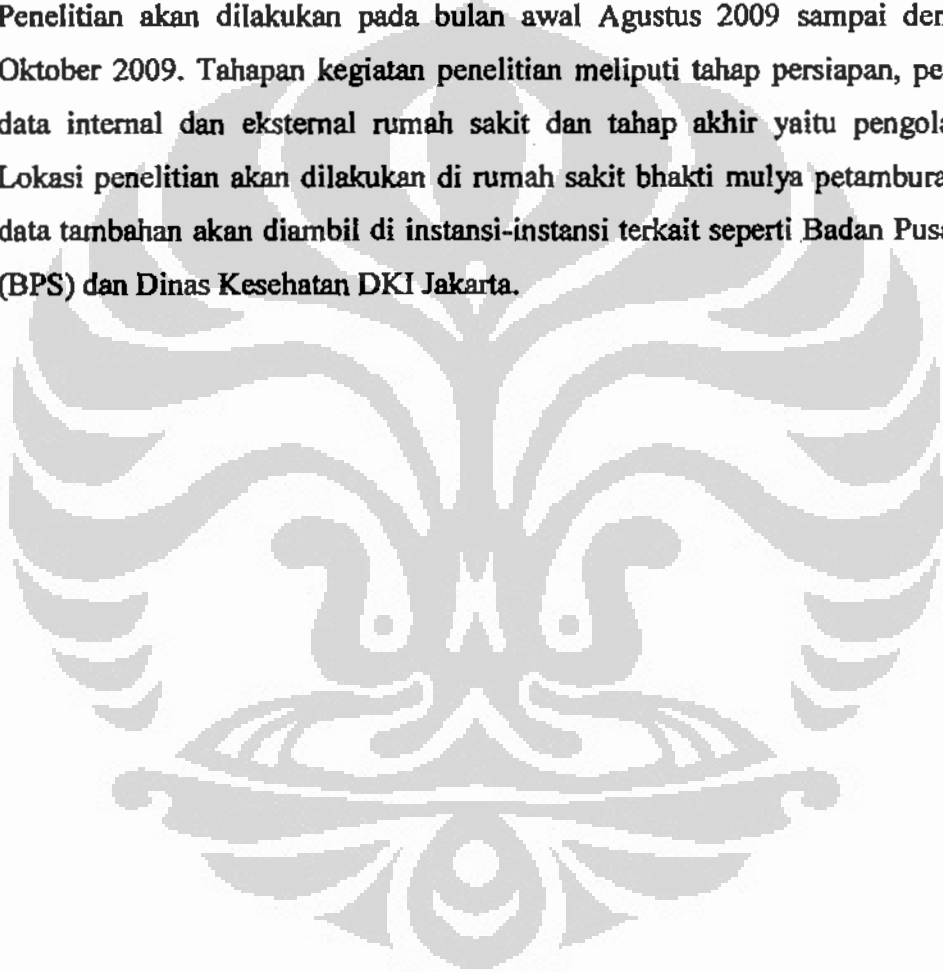 Penelitian akan dilakukan pada bulan awal Agustus 2009 sampai den
Oktober 2009. Tahapan kegiatan penelitian meliputi tahap persiapan, pe
data internal dan eksternal rumah sakit dan tahap akhir yaitu pengola
Lokasi penelitian akan dilakukan di rumah sakit bhakti mulya petambura
data tambahan akan diambil di instansi-instansi terkait seperti Badan Pusa
(BPS) dan Dinas Kesehatan DKI Jakarta.